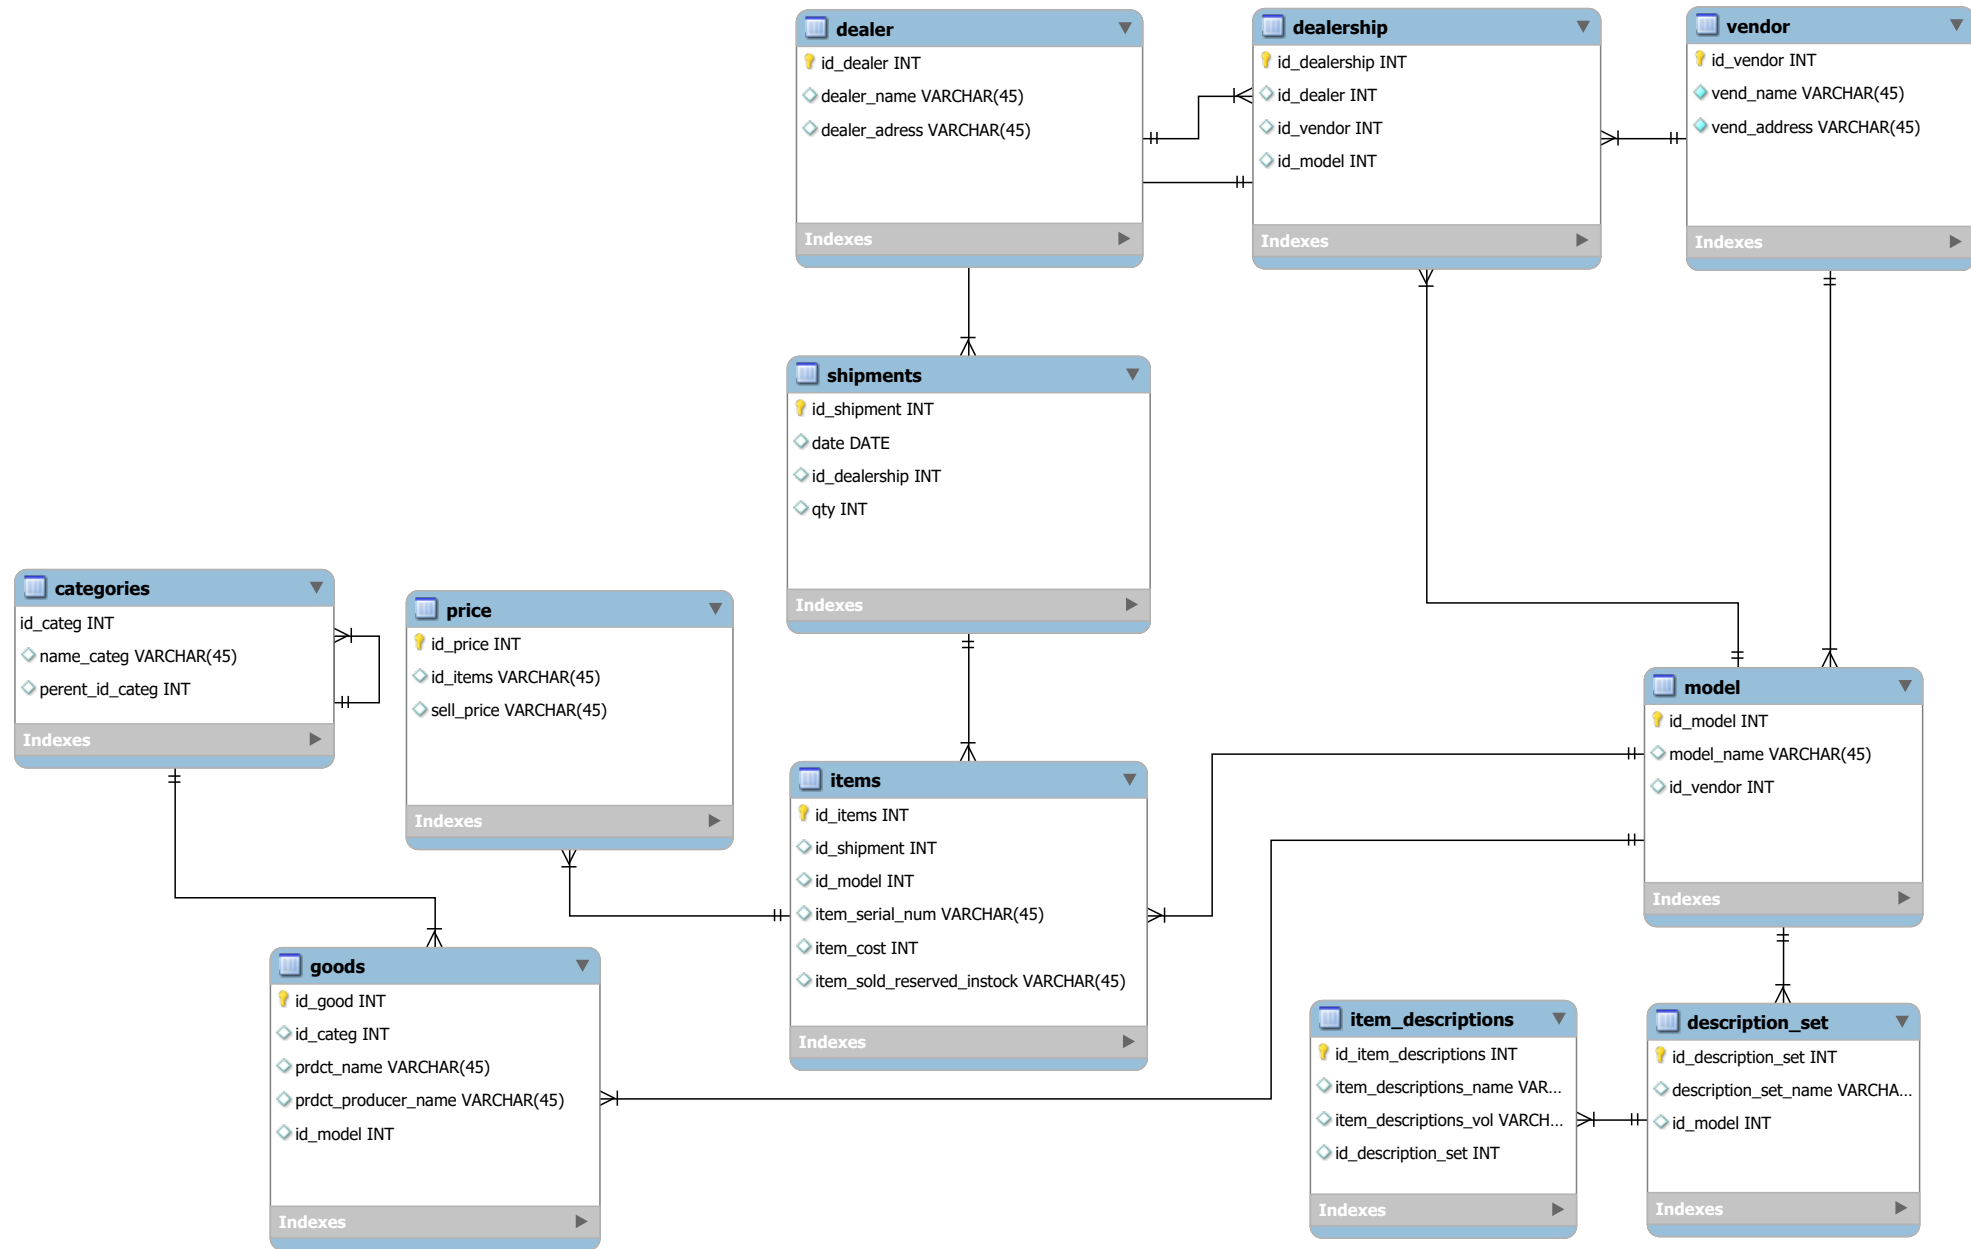 dealer
id_dealer INT
dealer_name VARCHAR(45)
dealer_adress VARCHAR(45)
Indexes
dealership
id_dealership INT
id_dealer INT
id_vendor INT
id_model INT
Indexes
vendor
id_vendor INT
vend_name VARCHAR(45)
vend_address VARCHAR(45)
Indexes
shipments
id_shipment INT
date DATE
id_dealership INT
qty INT
Indexes
categories
id_categ INT
name_categ VARCHAR(45)
perent_id_categ INT
Indexes
price
id_price INT
id_items VARCHAR(45)
sell_price VARCHAR(45)
Indexes
items
id_items INT
id_shipment INT
id_model INT
item_serial_num VARCHAR(45)
item_cost INT
item_sold_reserved_instock VARCHAR(45)
Indexes
model
id_model INT
model_name VARCHAR(45)
id_vendor INT
Indexes
goods
id_good INT
id_categ INT
prdct_name VARCHAR(45)
prdct_producer_name VARCHAR(45)
id_model INT
Indexes
item_descriptions
id_item_descriptions INT
item_descriptions_name VAR...
item_descriptions_vol VARCH...
id_description_set INT
Indexes
description_set
id_description_set INT
description_set_name VARCHA...
id_model INT
Indexes